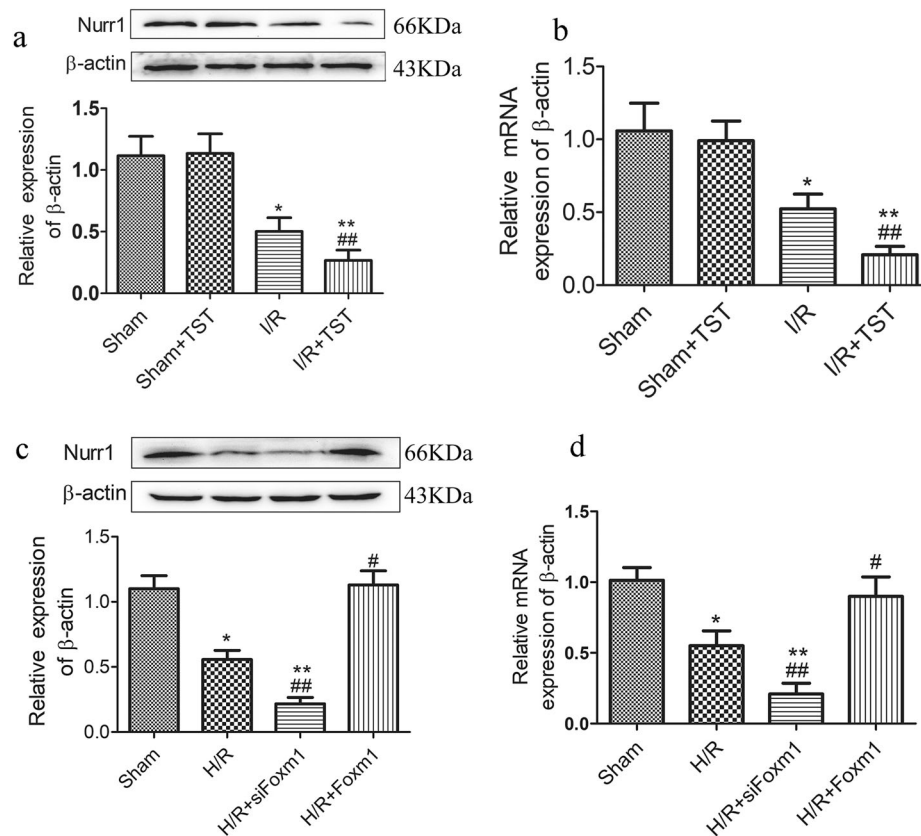 a
Nurr1
66KDa
β-actin
43KDa
Relative expression
of β-actin
1.5
1.0
0.5
0.0
*
**
##
Sham
Sham+TST
I/R
I/R+TST
b
Relative mRNA
expression of β-actin
1.5
1.0
0.5
0.0
*
**
##
Sham
Sham+TST
I/R
I/R+TST
c
Nurr1
66KDa
β-actin
43KDa
Relative expression
of β-actin
1.5
1.0
0.5
0.0
*
**
##
#
Sham
H/R
H/R+siFoxm1
H/R+Foxm1
d
Relative mRNA
expression of β-actin
1.5
1.0
0.5
0.0
*
**
##
#
Sham
H/R
H/R+siFoxm1
H/R+Foxm1